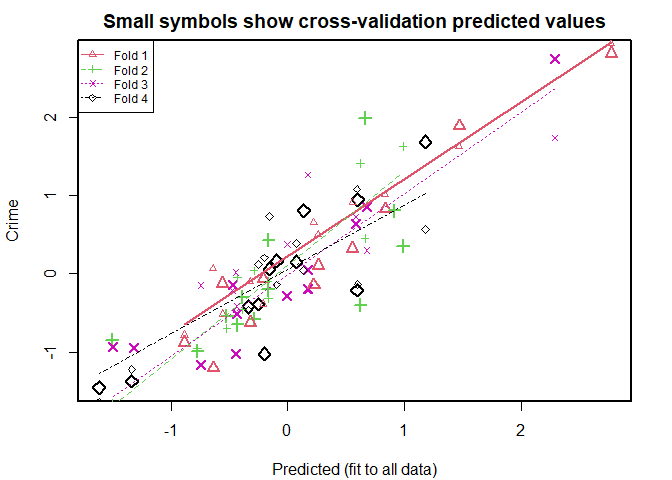 Small symbols show cross-validation predicted values
Fold 1
Fold 2
Fold 3
Fold 4
2
1
0
-1
Crime
-1
0
1
2
Predicted (fit to all data)